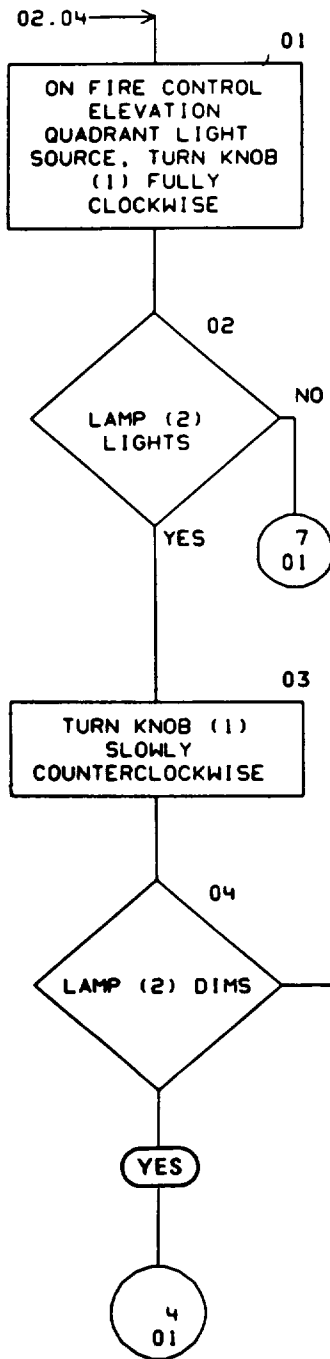 02.04
01
ON FIRE CONTROL
ELEVATION
QUADRANT LIGHT
SOURCE, TURN KNOB
(1) FULLY
CLOCKWISE
02
LAMP (2)
LIGHTS
NO
YES
7
01
03
TURN KNOB (1)
SLOWLY
COUNTERCLOCKWISE
04
LAMP (2) DIMS
YES
4
01